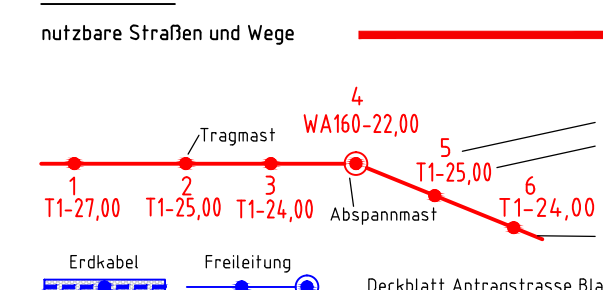 nutzbare Straßen und Wege
4
WA160-22,00
Tragmast
5
T1-25,00
1
T1-27,00
2
T1-25,00
3
T1-24,00
Abspannmast
6
T1-24,00
Erdkabel
Freileitung
Deckblatt Antragstrasse Bla